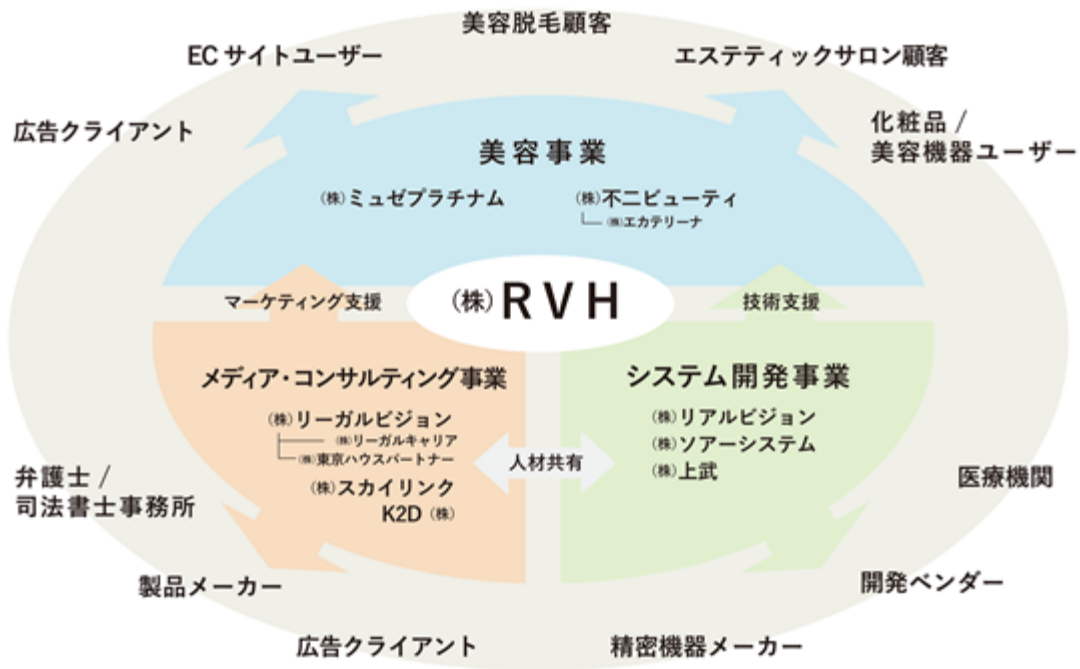 美容脱毛顧客
ECサイトユーザー
エステティックサロン顧客
広告クライアント
化粧品 /
美容機器ユーザー
美容事業
(株)ミュゼプラチナム
(株)不二ビューティ
(株)エカテリーナ
マーケティング支援
(株)RVH
技術支援
メディア・コンサルティング事業
システム開発事業
(株)リーガルビジョン
(株)リーガルキャリア
(株)東京ハウスパートナー
(株)スカイリンク
K2D(株)
人材共有
(株)リアルビジョン
(株)ソアーシステム
(株)上武
弁護士 /
司法書士事務所
医療機関
製品メーカー
開発ベンダー
広告クライアント
精密機器メーカー